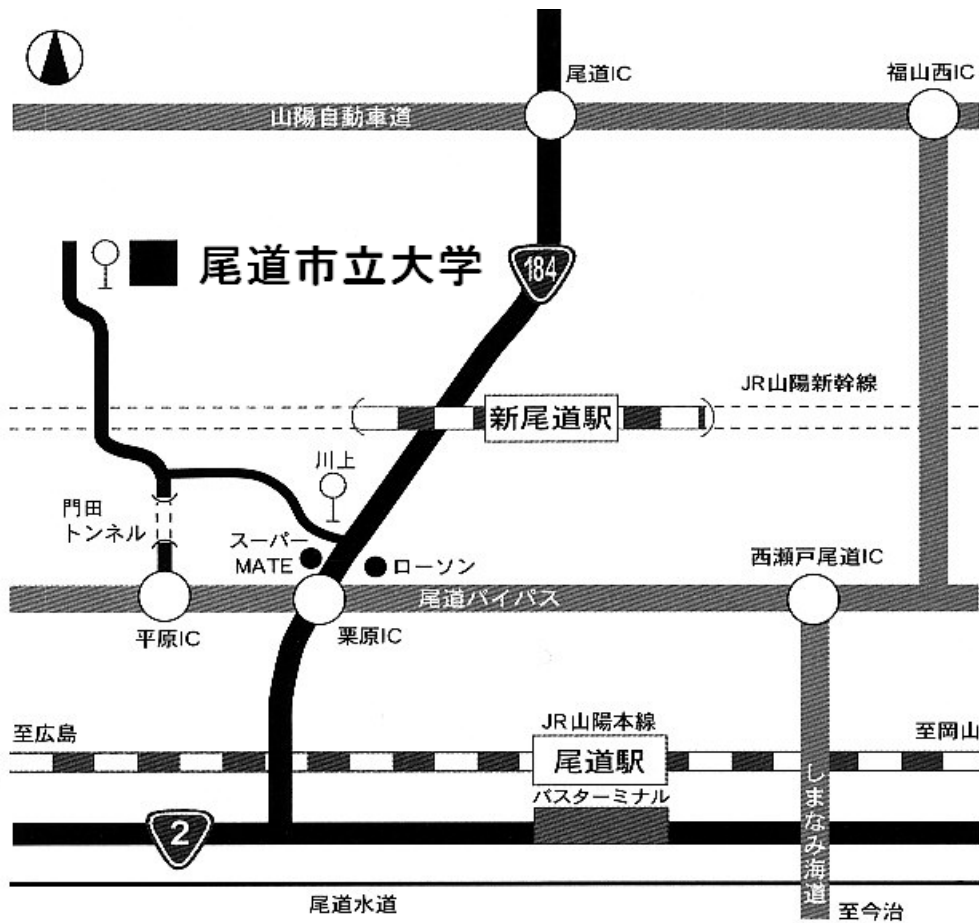 尾道IC
福山西IC
山陽自動車道
尾道市立大学
184
JR山陽新幹線
新尾道駅
川上
門田
トンネル
スーパー
MATE
ローソン
西瀬戸尾道IC
尾道バイパス
平原IC
栗原IC
至広島
JR山陽本線
至岡山
尾道駅
バスターミナル
しまなみ海道
2
尾道水道
至今治